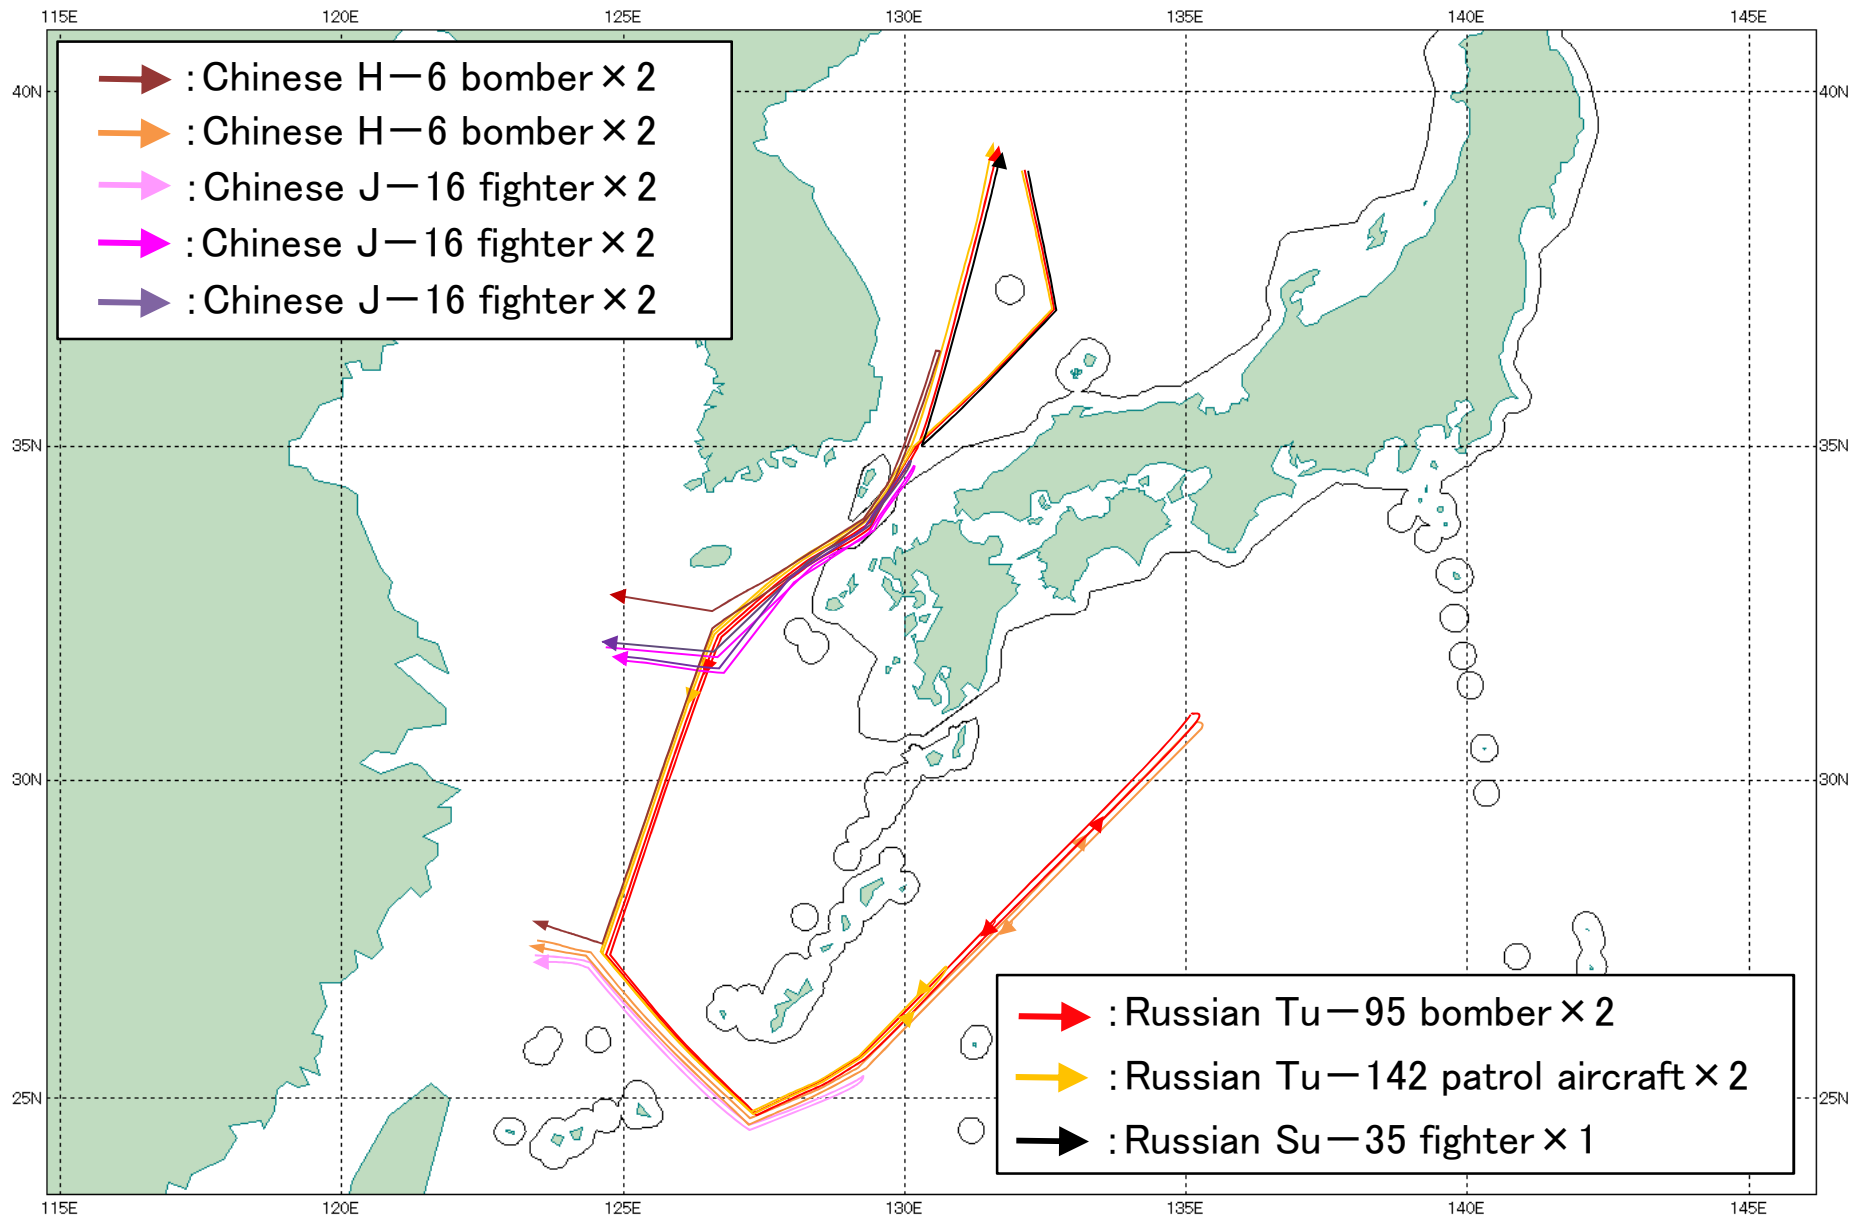 115E 120E 125E 130E 135E 140E 145E
:Chinese H－6 bomber×2
:Chinese H－6 bomber×2
:Chinese J－16 fighter×2
:Chinese J－16 fighter×2
:Chinese J－16 fighter×2
40N 40N
35N 35N
30N 30N
25N 25N
:Russian Tu－95 bomber×2
:Russian Tu－142 patrol aircraft×2
:Russian Su－35 fighter×1
115E 120E 125E 130E 135E 140E 145E